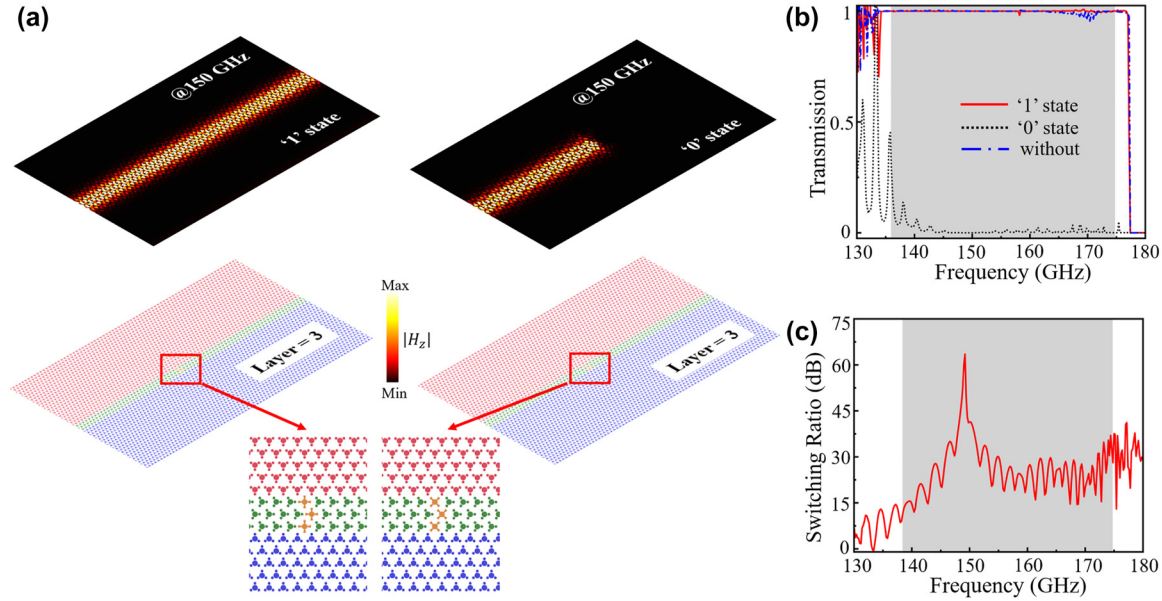 (a)
@150 GHz
'1' state
@150 GHz
'0' state
Max
|H_z|
Min
Layer = 3
Layer = 3
(b)
Transmission
1
0.5
0
'1' state
'0' state
without
130 140 150 160 170 180
Frequency (GHz)
(c)
Switching Ratio (dB)
75
60
45
30
15
0
130 140 150 160 170 180
Frequency (GHz)